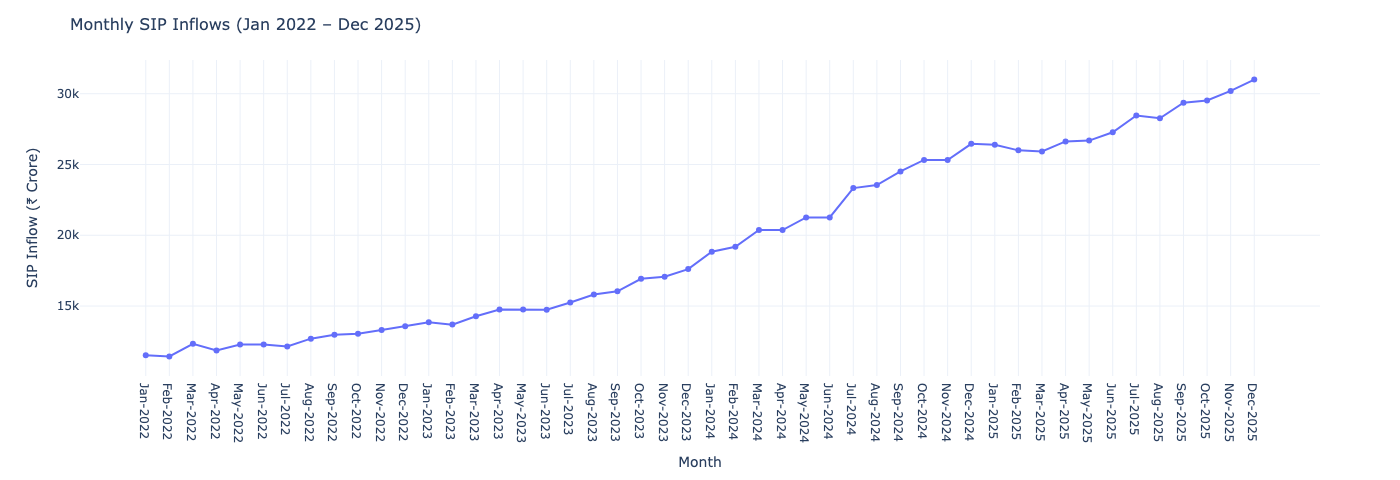 Monthly SIP Inflows (Jan 2022 – Dec 2025)
SIP Inflow (₹ Crore)
30k
25k
20k
15k
Jan-2022
Feb-2022
Mar-2022
Apr-2022
May-2022
Jun-2022
Jul-2022
Aug-2022
Sep-2022
Oct-2022
Nov-2022
Dec-2022
Jan-2023
Feb-2023
Mar-2023
Apr-2023
May-2023
Jun-2023
Jul-2023
Aug-2023
Sep-2023
Oct-2023
Nov-2023
Dec-2023
Jan-2024
Feb-2024
Mar-2024
Apr-2024
May-2024
Jun-2024
Jul-2024
Aug-2024
Sep-2024
Oct-2024
Nov-2024
Dec-2024
Jan-2025
Feb-2025
Mar-2025
Apr-2025
May-2025
Jun-2025
Jul-2025
Aug-2025
Sep-2025
Oct-2025
Nov-2025
Dec-2025
Month